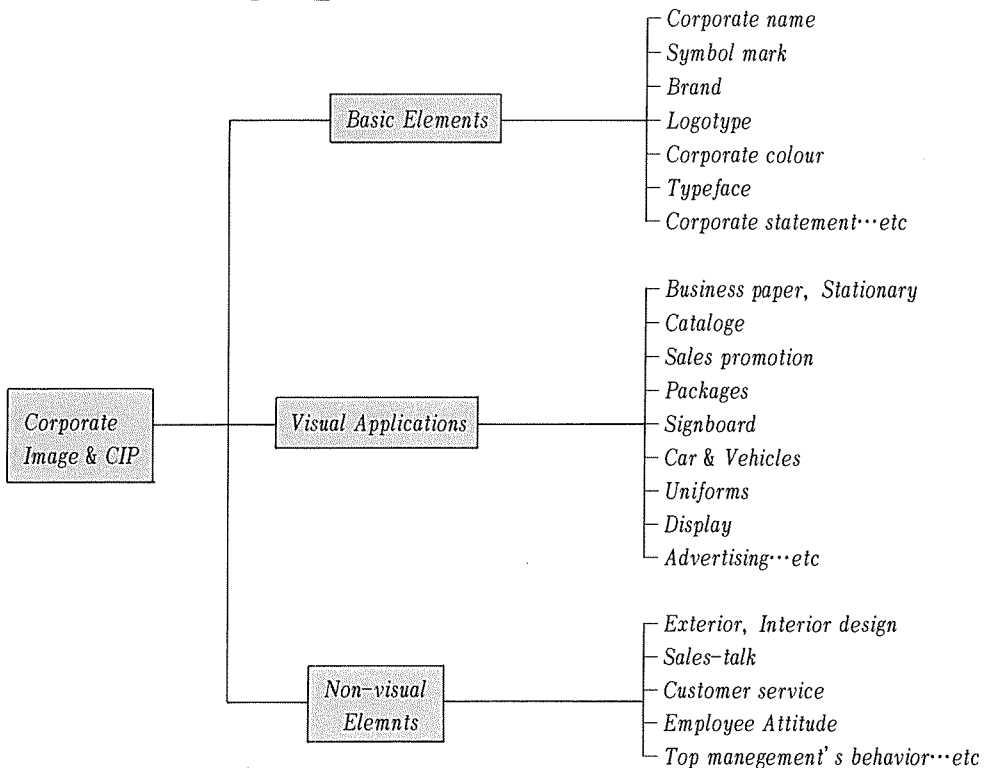 Corporate name
Symbol mark
Brand
Basic Elements
Logotype
Corporate colour
Typeface
Corporate statement···etc
Business paper, Stationary
Cataloge
Sales promotion
Packages
Corporate
Image & CIP
Visual Applications
Signboard
Car & Vehicles
Uniforms
Display
Advertising···etc
Exterior, Interior design
Sales-talk
Non-visual
Elemnts
Customer service
Employee Attitude
Top manegement's behavior···etc